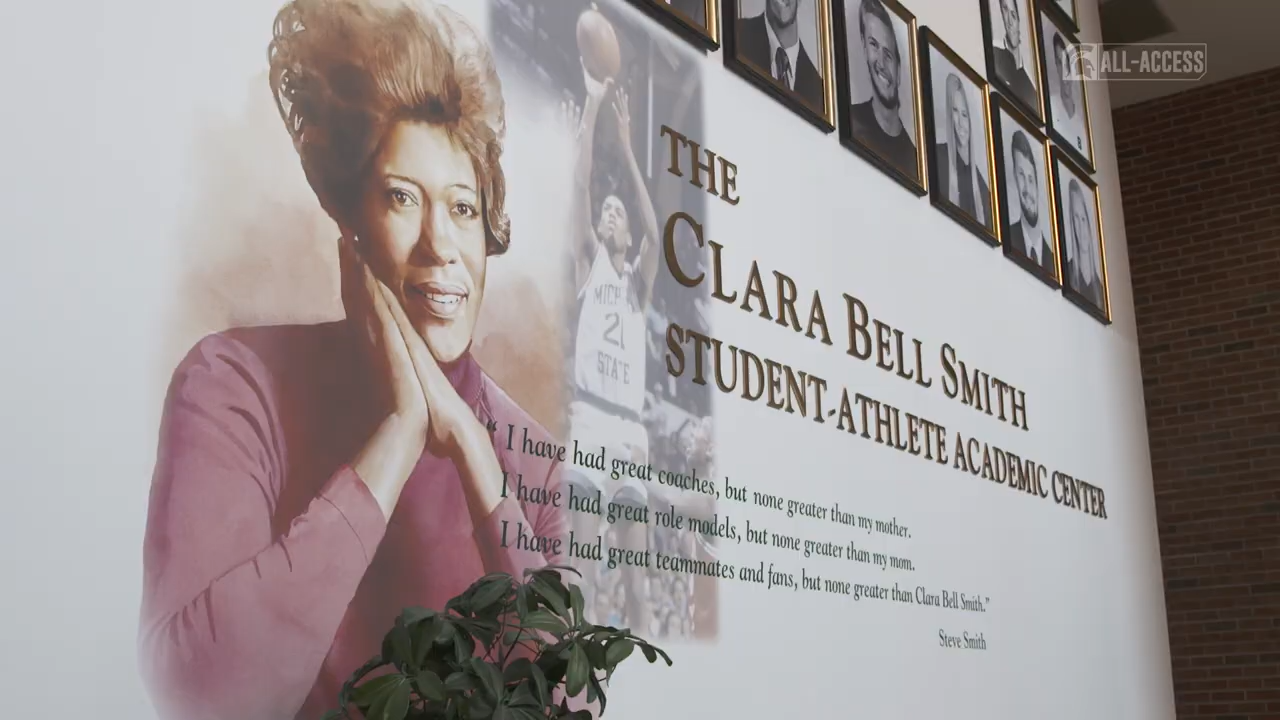 ALL-ACCESS
THE
CLARA BELL SMITH
STUDENT-ATHLETE ACADEMIC CENTER
MICH
21
STATE
“ I have had great coaches, but none greater than my mother.
I have had great role models, but none greater than my mom.
I have had great teammates and fans, but none greater than Clara Bell Smith.”
Steve Smith